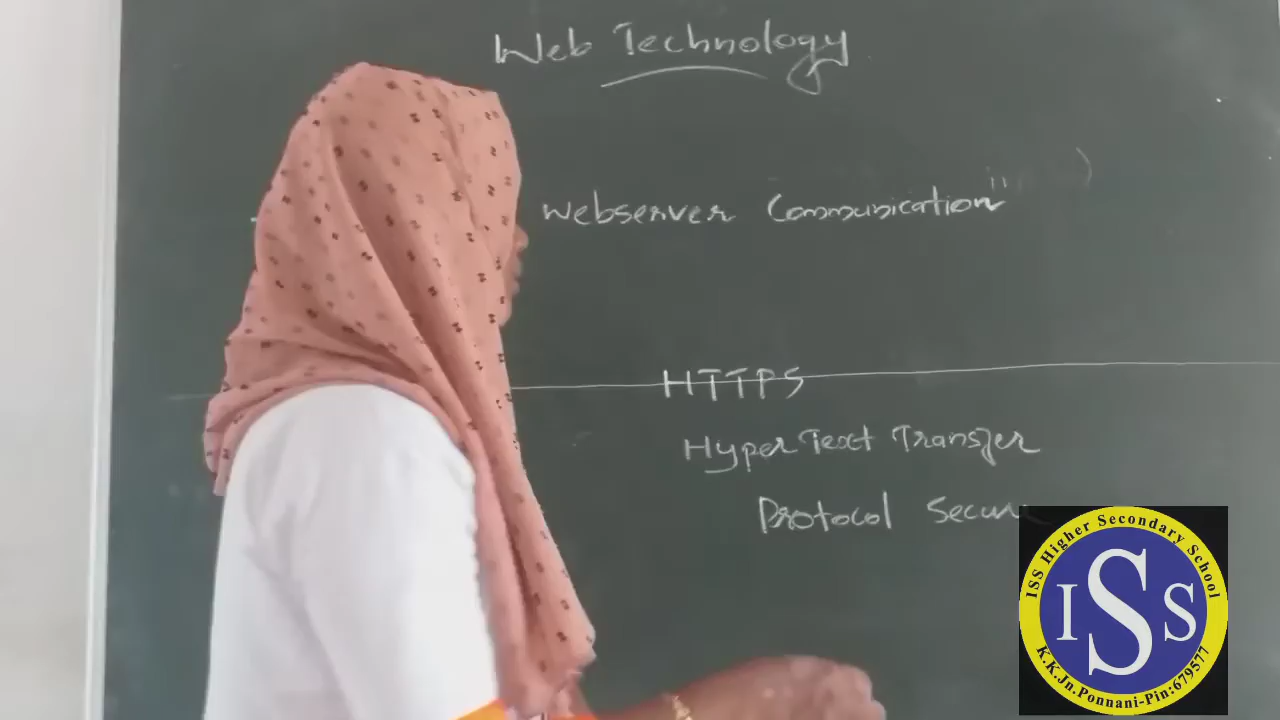 Web Technology
Webserver Communication
HTTPS
HyperText Transfer
Protocol Secure
ISS Higher Secondary School
ISS
K.K.Jn.Ponnani-Pin:679577